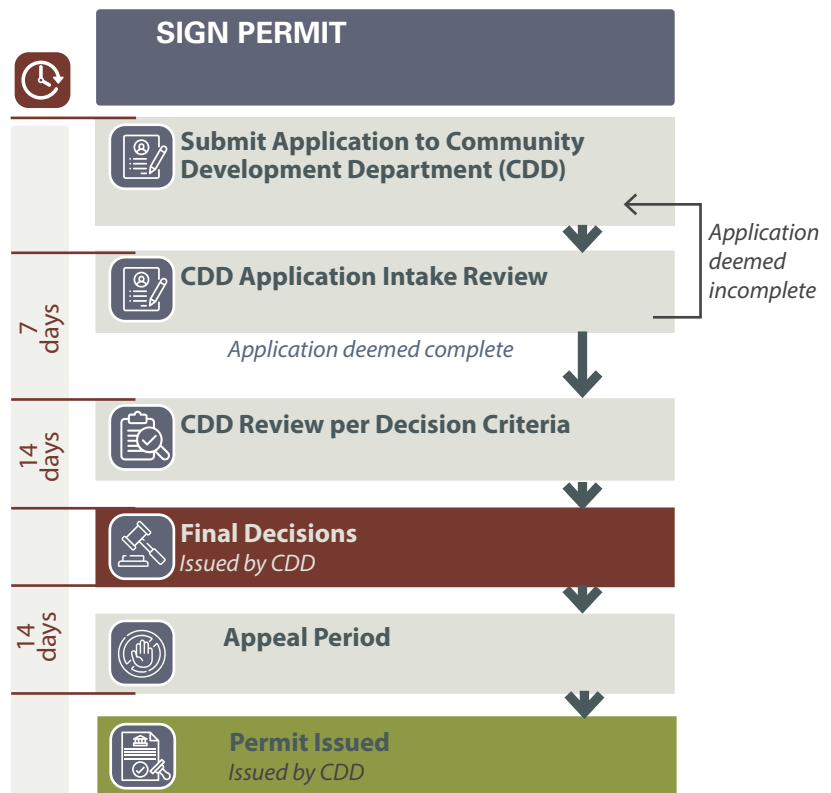 SIGN PERMIT
Submit Application to Community
Development Department (CDD)
Application
deemed
incomplete
7
days
CDD Application Intake Review
Application deemed complete
14
days
CDD Review per Decision Criteria
Final Decisions
Issued by CDD
14
days
Appeal Period
Permit Issued
Issued by CDD